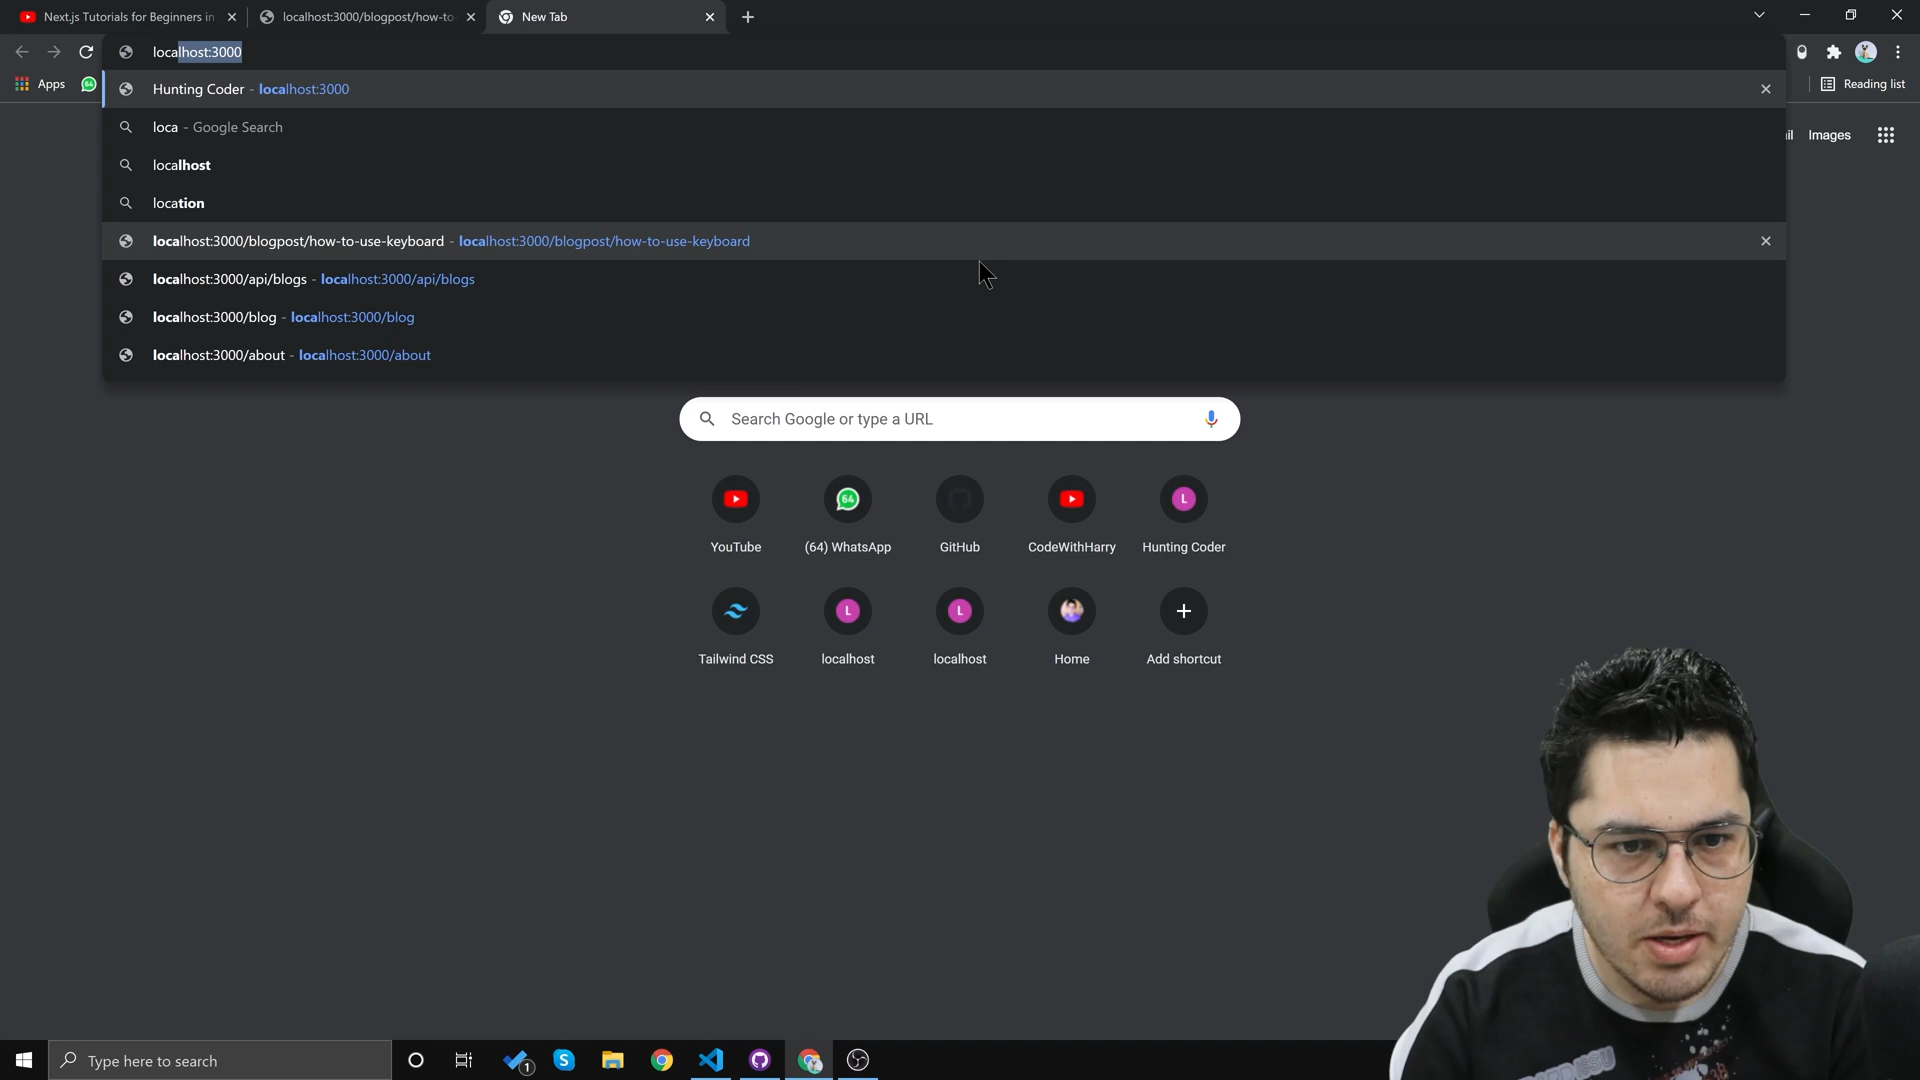 Next.js Tutorials for Beginners in
localhost:3000/blogpost/how-to-
New Tab
localhost:3000
Apps
64
Hunting Coder - localhost:3000
Reading list
loca - Google Search
Images
localhost
location
localhost:3000/blogpost/how-to-use-keyboard - localhost:3000/blogpost/how-to-use-keyboard
localhost:3000/api/blogs - localhost:3000/api/blogs
localhost:3000/blog - localhost:3000/blog
localhost:3000/about - localhost:3000/about
Search Google or type a URL
64
L
YouTube
(64) WhatsApp
GitHub
CodeWithHarry
Hunting Coder
L
L
Tailwind CSS
localhost
localhost
Home
Add shortcut
Type here to search
1